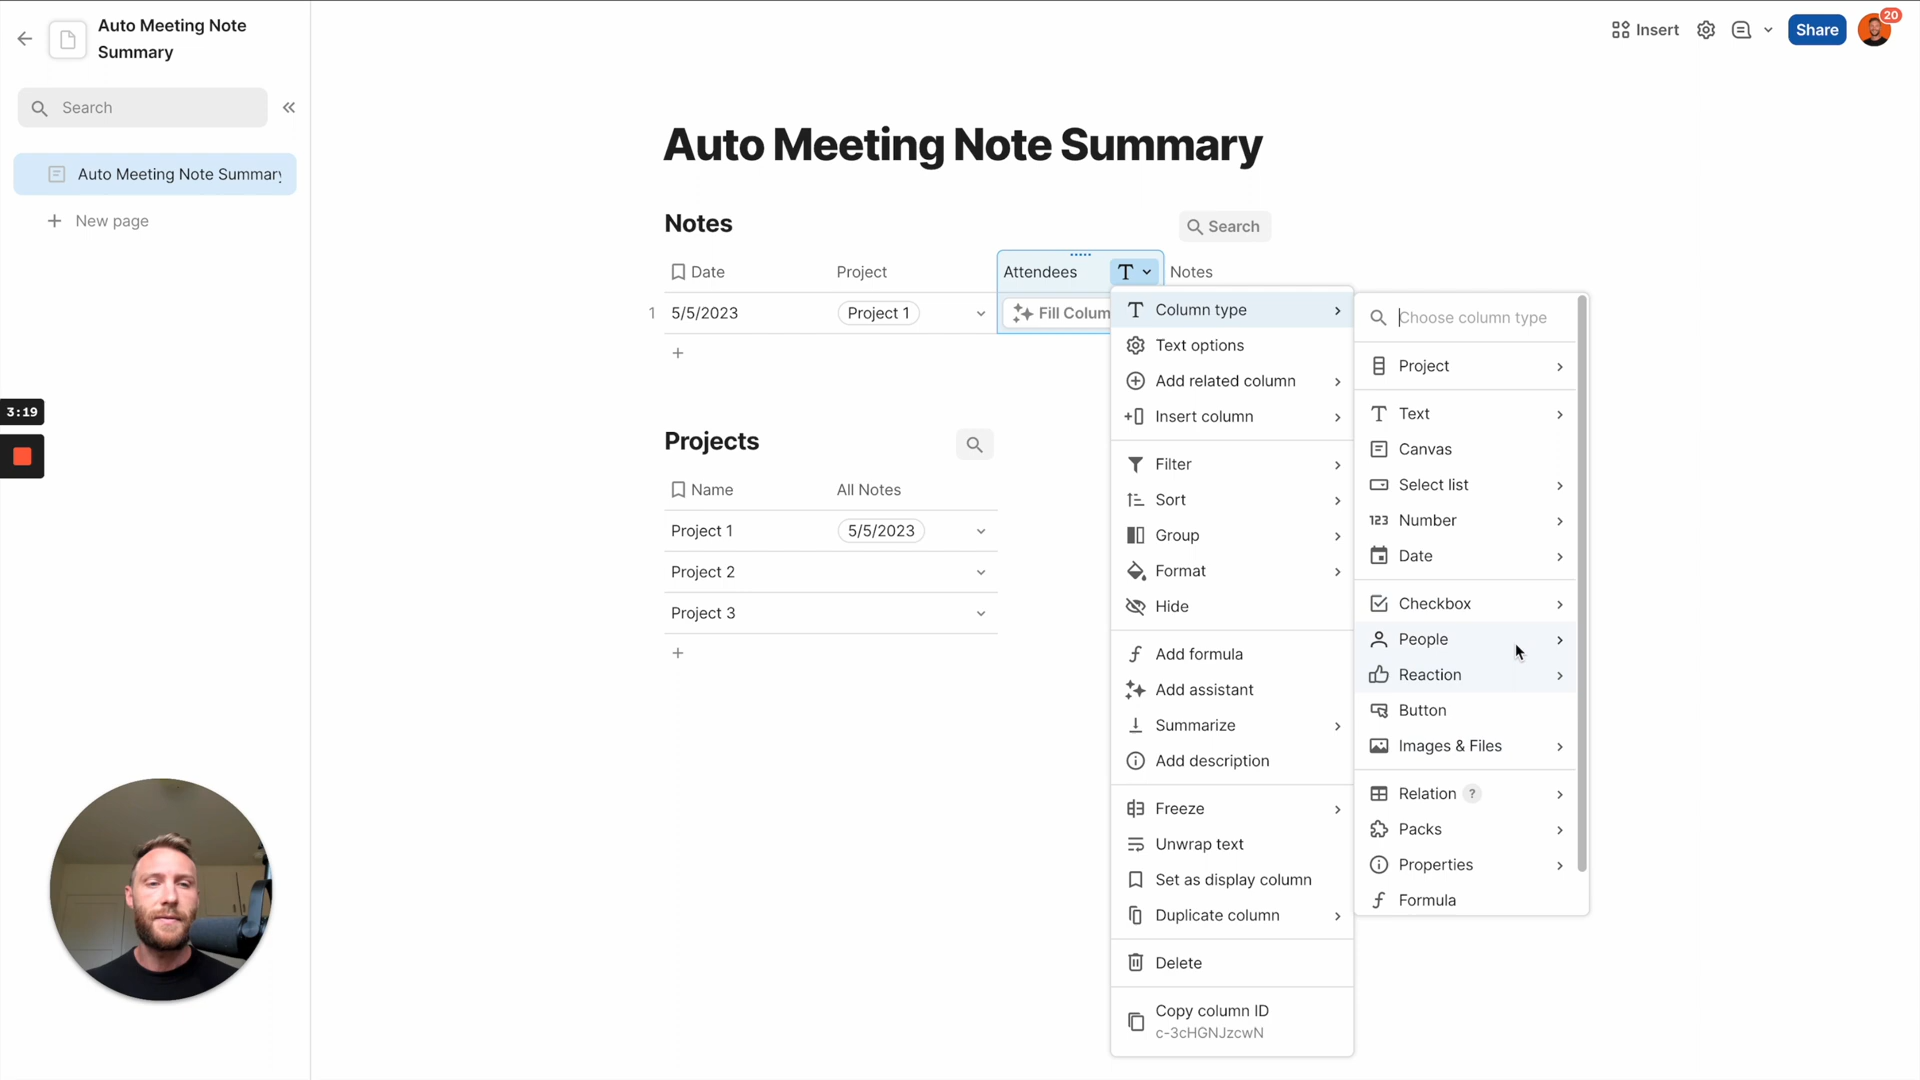 Auto Meeting Note
Summary
Search
Auto Meeting Note Summary
New page
3:19
Insert
Share
20
Auto Meeting Note Summary
Notes
Search
Date
Project
Attendees
T
Notes
1
5/5/2023
Project 1
Fill Colum
Projects
Name
All Notes
Project 1
5/5/2023
Project 2
Project 3
Column type
Text options
Add related column
Insert column
Filter
Sort
Group
Format
Hide
Add formula
Add assistant
Summarize
Add description
Freeze
Unwrap text
Set as display column
Duplicate column
Delete
Copy column ID
c-3cHGNJzcwN
Choose column type
Project
Text
Canvas
Select list
123 Number
Date
Checkbox
People
Reaction
Button
Images & Files
Relation ?
Packs
Properties
Formula